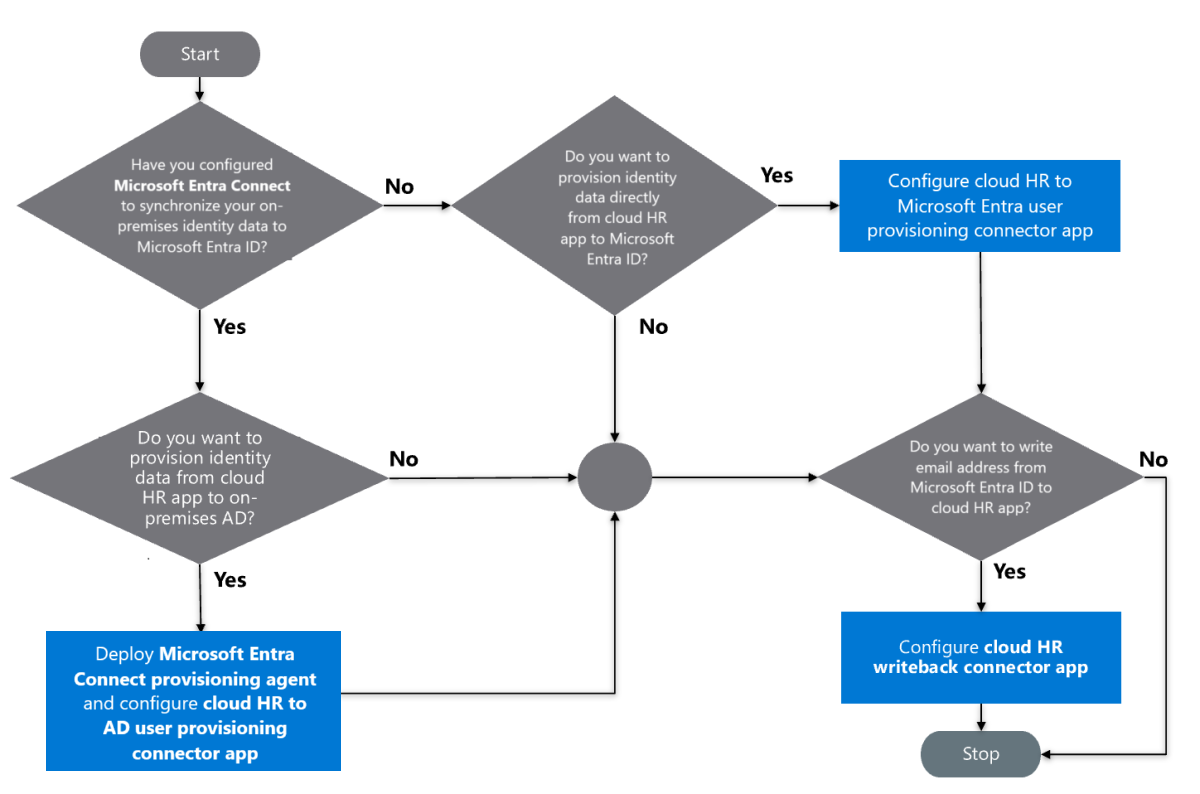 Start
Have you configured
Microsoft Entra Connect
to synchronize your on-
premises identity data to
Microsoft Entra ID?
No
Do you want to
provision identity
data directly
from cloud HR
app to Microsoft
Entra ID?
Yes
Configure cloud HR to
Microsoft Entra user
provisioning connector app
Yes
No
Do you want to
provision identity
data from cloud
HR app to on-
premises AD?
No
Do you want to write
email address from
Microsoft Entra ID to
cloud HR app?
No
Yes
Yes
Deploy Microsoft Entra
Connect provisioning agent
and configure cloud HR to
AD user provisioning
connector app
Configure cloud HR
writeback connector app
Stop